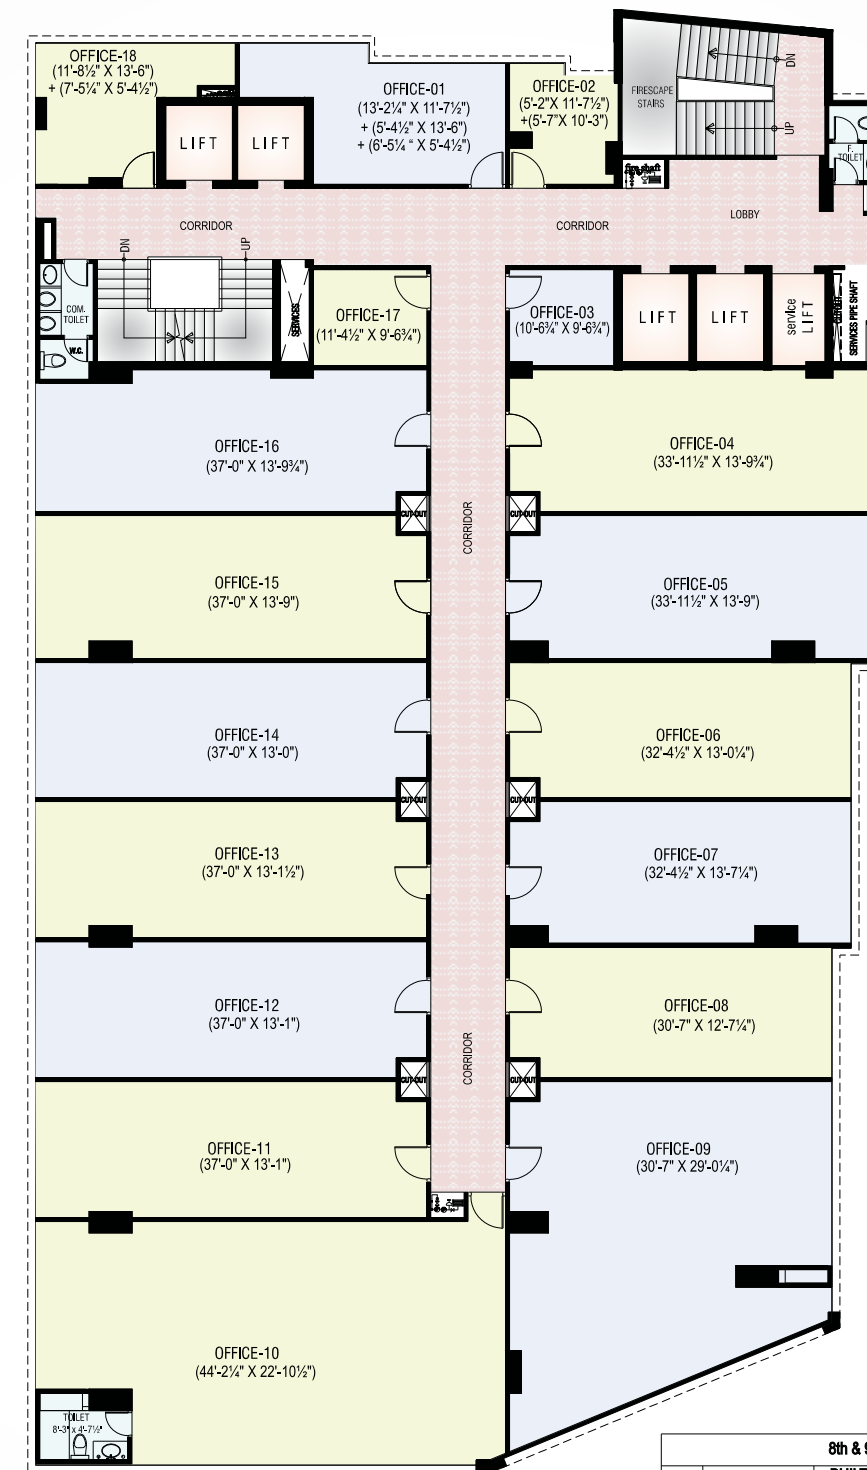 OFFICE-18
(11'-8½" X 13'-6")
+ (7'-5¼" X 5'-4½")
OFFICE-01
(13'-2¼" X 11'-7½")
+ (5'-4½" X 13'-6")
+ (6'-5¼ " X 5'-4½")
OFFICE-02
(5'-2"X 11'-7½")
+(5'-7"X 10'-3")
FIRESCAPE
STAIRS
DN
UP
F.
TOILET
LIFT
LIFT
fire shaft
CORRIDOR
CORRIDOR
LOBBY
DN
UP
COM.
TOILET
W.C.
SERVICES
OFFICE-17
(11'-4½" X 9'-6¾")
OFFICE-03
(10'-6¾" X 9'-6¾")
LIFT
LIFT
service
LIFT
SERVICES PIPE SHAFT
OFFICE-16
(37'-0" X 13'-9¾")
OFFICE-04
(33'-11½" X 13'-9¾")
CUT-OUT
CUT-OUT
CORRIDOR
OFFICE-15
(37'-0" X 13'-9")
OFFICE-05
(33'-11½" X 13'-9")
OFFICE-14
(37'-0" X 13'-0")
OFFICE-06
(32'-4½" X 13'-0¼")
CUT-OUT
CUT-OUT
OFFICE-13
(37'-0" X 13'-1½")
OFFICE-07
(32'-4½" X 13'-7¼")
OFFICE-12
(37'-0" X 13'-1")
OFFICE-08
(30'-7" X 12'-7¼")
CORRIDOR
CUT-OUT
CUT-OUT
OFFICE-11
(37'-0" X 13'-1")
OFFICE-09
(30'-7" X 29'-0¼")
OFFICE-10
(44'-2¼" X 22'-10½")
TOILET
8'-3" x 4'-7½"
8th &